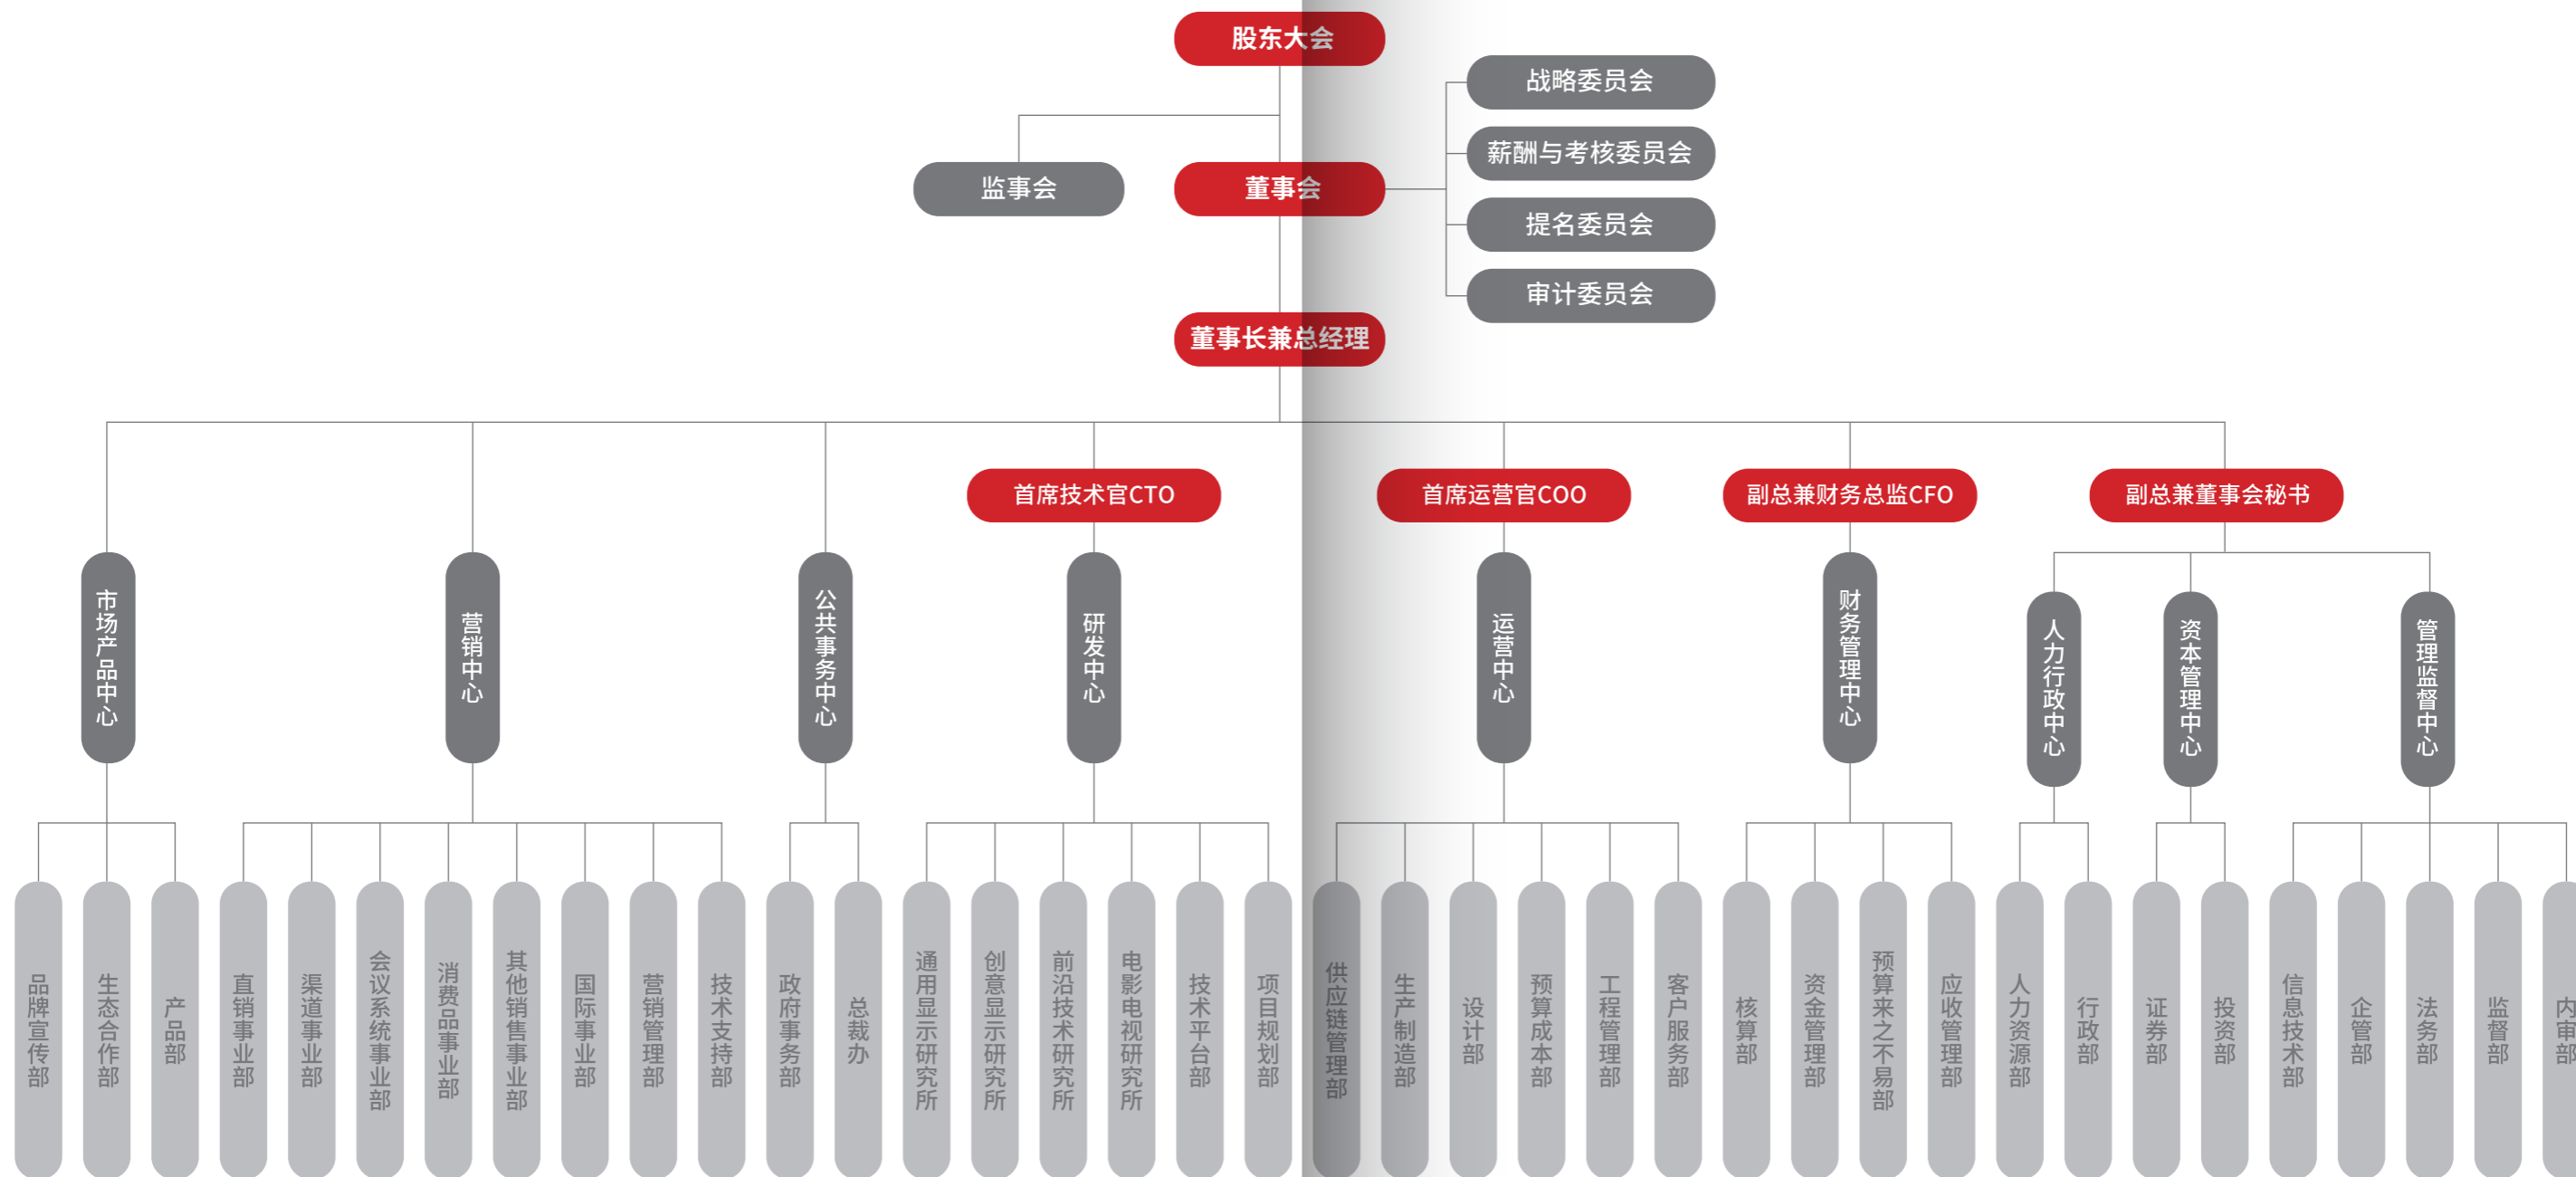 股东大会
战略委员会
薪酬与考核委员会
监事会
董事会
提名委员会
审计委员会
董事长兼总经理
首席技术官CTO
首席运营官COO
副总兼财务总监CFO
副总兼董事会秘书
市场产品中心
营销中心
公共事务中心
研发中心
运营中心
财务管理中心
人力行政中心
资本管理中心
管理监督中心
品牌宣传部
生态合作部
产品部
直销事业部
渠道事业部
会议系统事业部
消费品事业部
其他销售事业部
国际事业部
营销管理部
技术支持部
政府事务部
总裁办
通用显示研究所
创意显示研究所
前沿技术研究所
电影电视研究所
技术平台部
项目规划部
供应链管理部
生产制造部
设计部
预算成本部
工程管理部
客户服务部
核算部
资金管理部
预算来之不易部
应收管理部
人力资源部
行政部
证券部
投资部
信息技术部
企管部
法务部
监督部
内审部